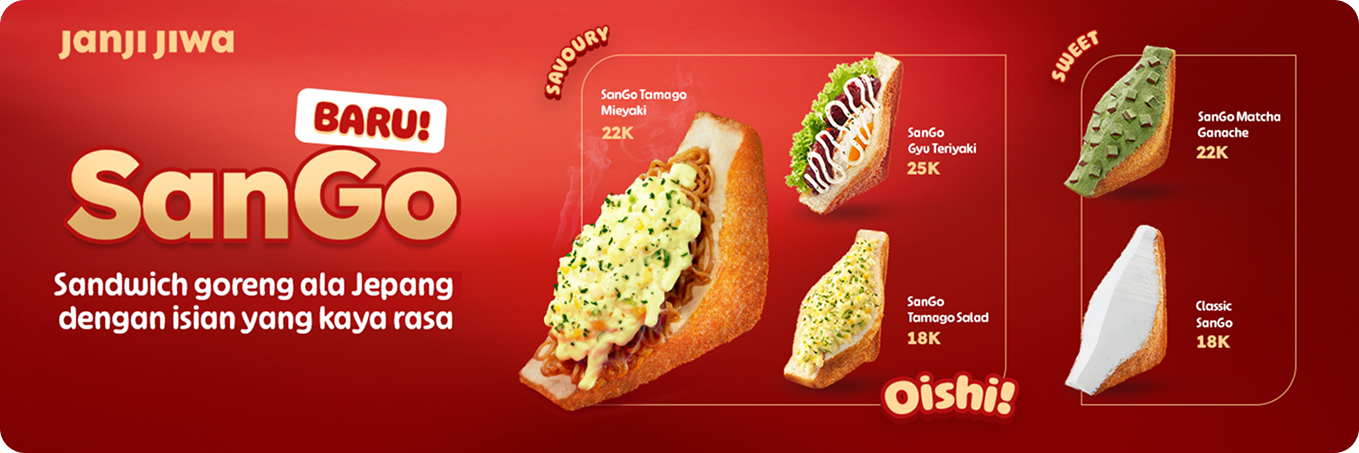 Janji Jiwa
BARU!
SanGo
Sandwich goreng ala Jepang
dengan isian yang kaya rasa
SAVOURY
SanGo Tamago
Mieyaki
22K
SanGo
Gyu Teriyaki
25K
SanGo
Tamago Salad
18K
Oishi!
SWEET
SanGo Matcha
Ganache
22K
Classic
SanGo
18K